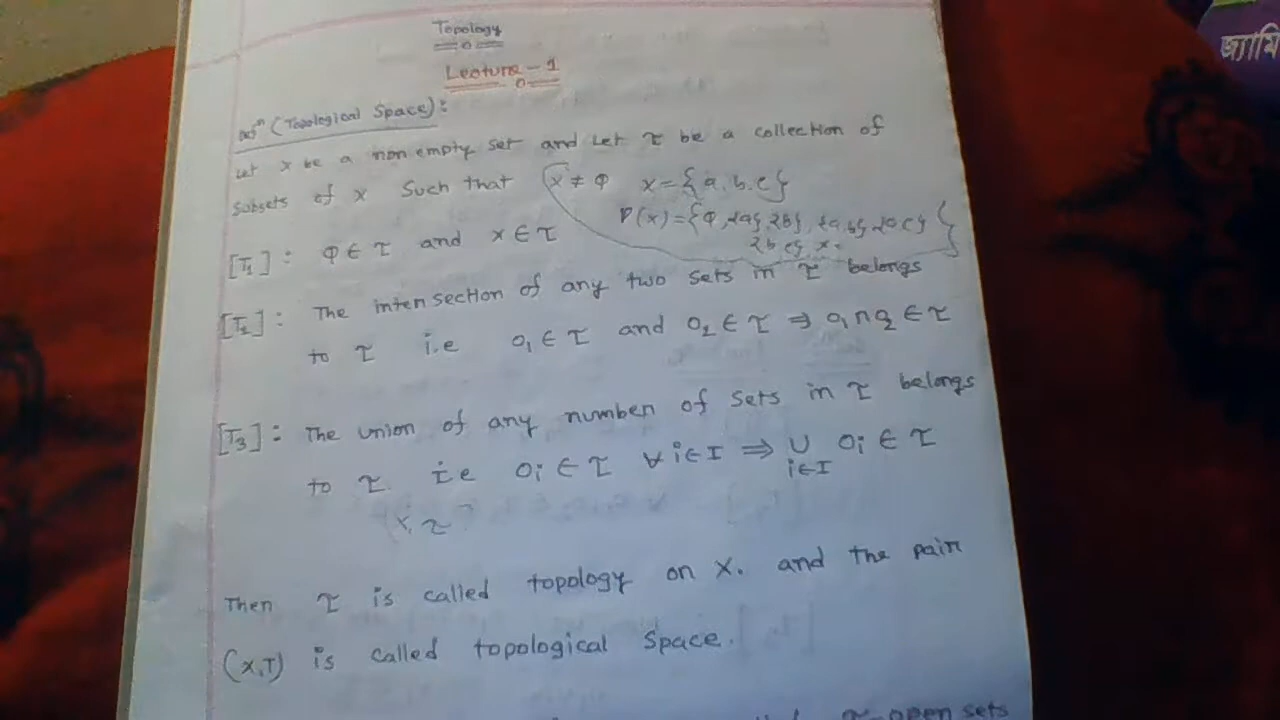 Topology
Lecture - 1
Defⁿ (Topological Space):
Let X be a non empty set and Let τ be a collection of
subsets of X Such that X ≠ φ X = {a, b, c}
P(X) = {φ, {a}, {b}, {a, b}, {a c}
{b c}, X. }
[T₁] : φ ∈ τ and X ∈ τ
[T₂] : The intersection of any two sets in τ belongs
to τ i.e O₁ ∈ τ and O₂ ∈ τ ⇒ O₁ ∩ O₂ ∈ τ
[T₃] : The union of any number of sets in τ belongs
to τ. i.e Oi ∈ τ ∀ i ∈ I ⇒ ∪ Oi ∈ τ
i ∈ I
X, τ
Then τ is called topology on X. and the pair
(X, T) is called topological Space.
τ-open sets
জ্যামি